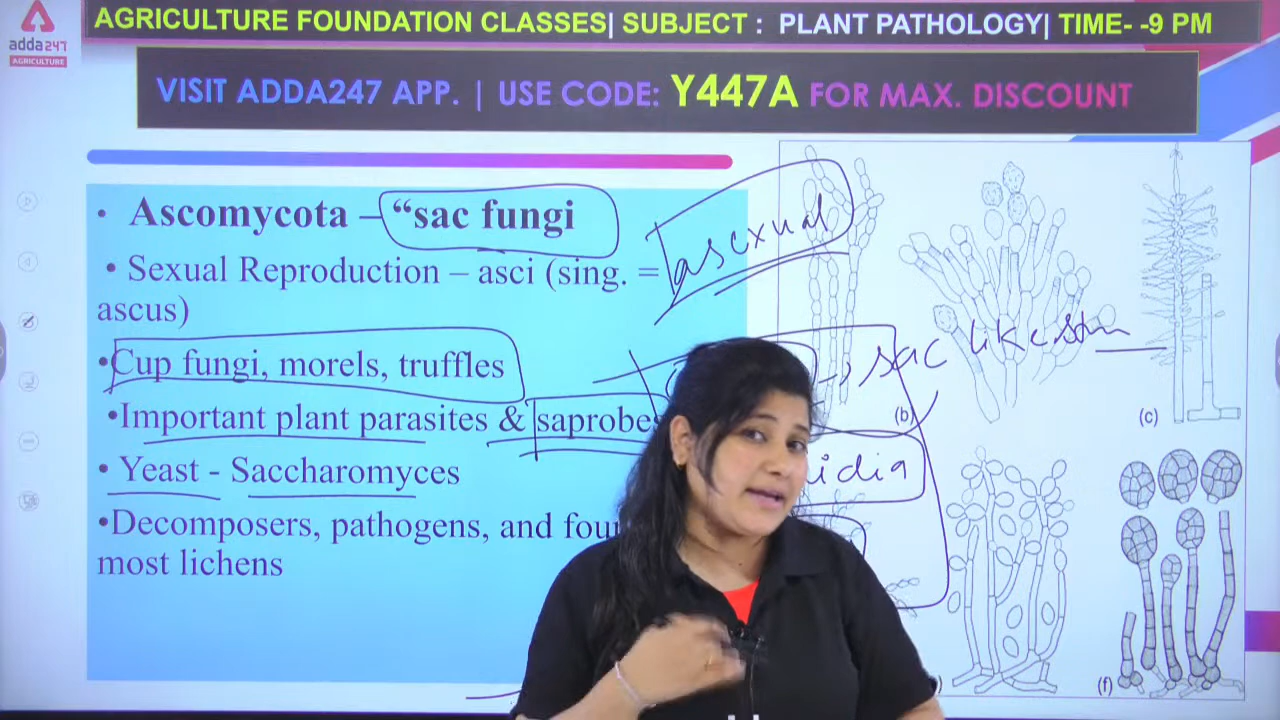 AGRICULTURE FOUNDATION CLASSES| SUBJECT : PLANT PATHOLOGY| TIME- -9 PM
adda247
AGRICULTURE
VISIT ADDA247 APP. | USE CODE: Y447A FOR MAX. DISCOUNT
• Ascomycota – “sac fungi
• Sexual Reproduction – asci (sing. =
ascus)
•Cup fungi, morels, truffles
•Important plant parasites & saprobes
• Yeast - Saccharomyces
•Decomposers, pathogens, and
most lichens
asexual
sac like
idia
(b)
(c)
(f)